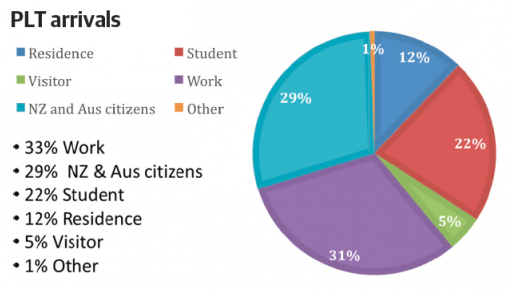 PLT arrivals
Residence
Student
Visitor
Work
NZ and Aus citizens
Other
• 33% Work
• 29% NZ & Aus citizens
• 22% Student
• 12% Residence
• 5% Visitor
• 1% Other
1%
12%
29%
22%
5%
31%